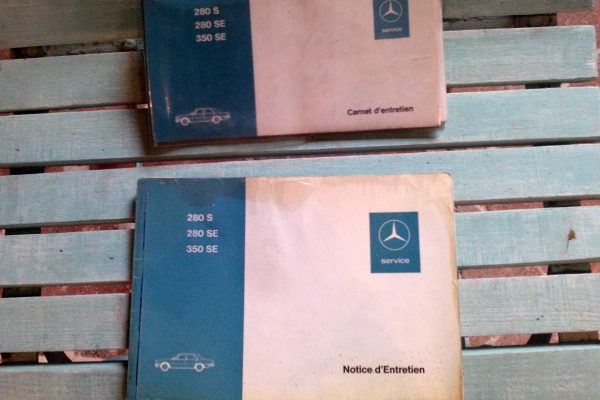 280 S
280 SE
350 SE
service
Carnet d'entretien
280 S
280 SE
350 SE
service
Notice d'Entretien